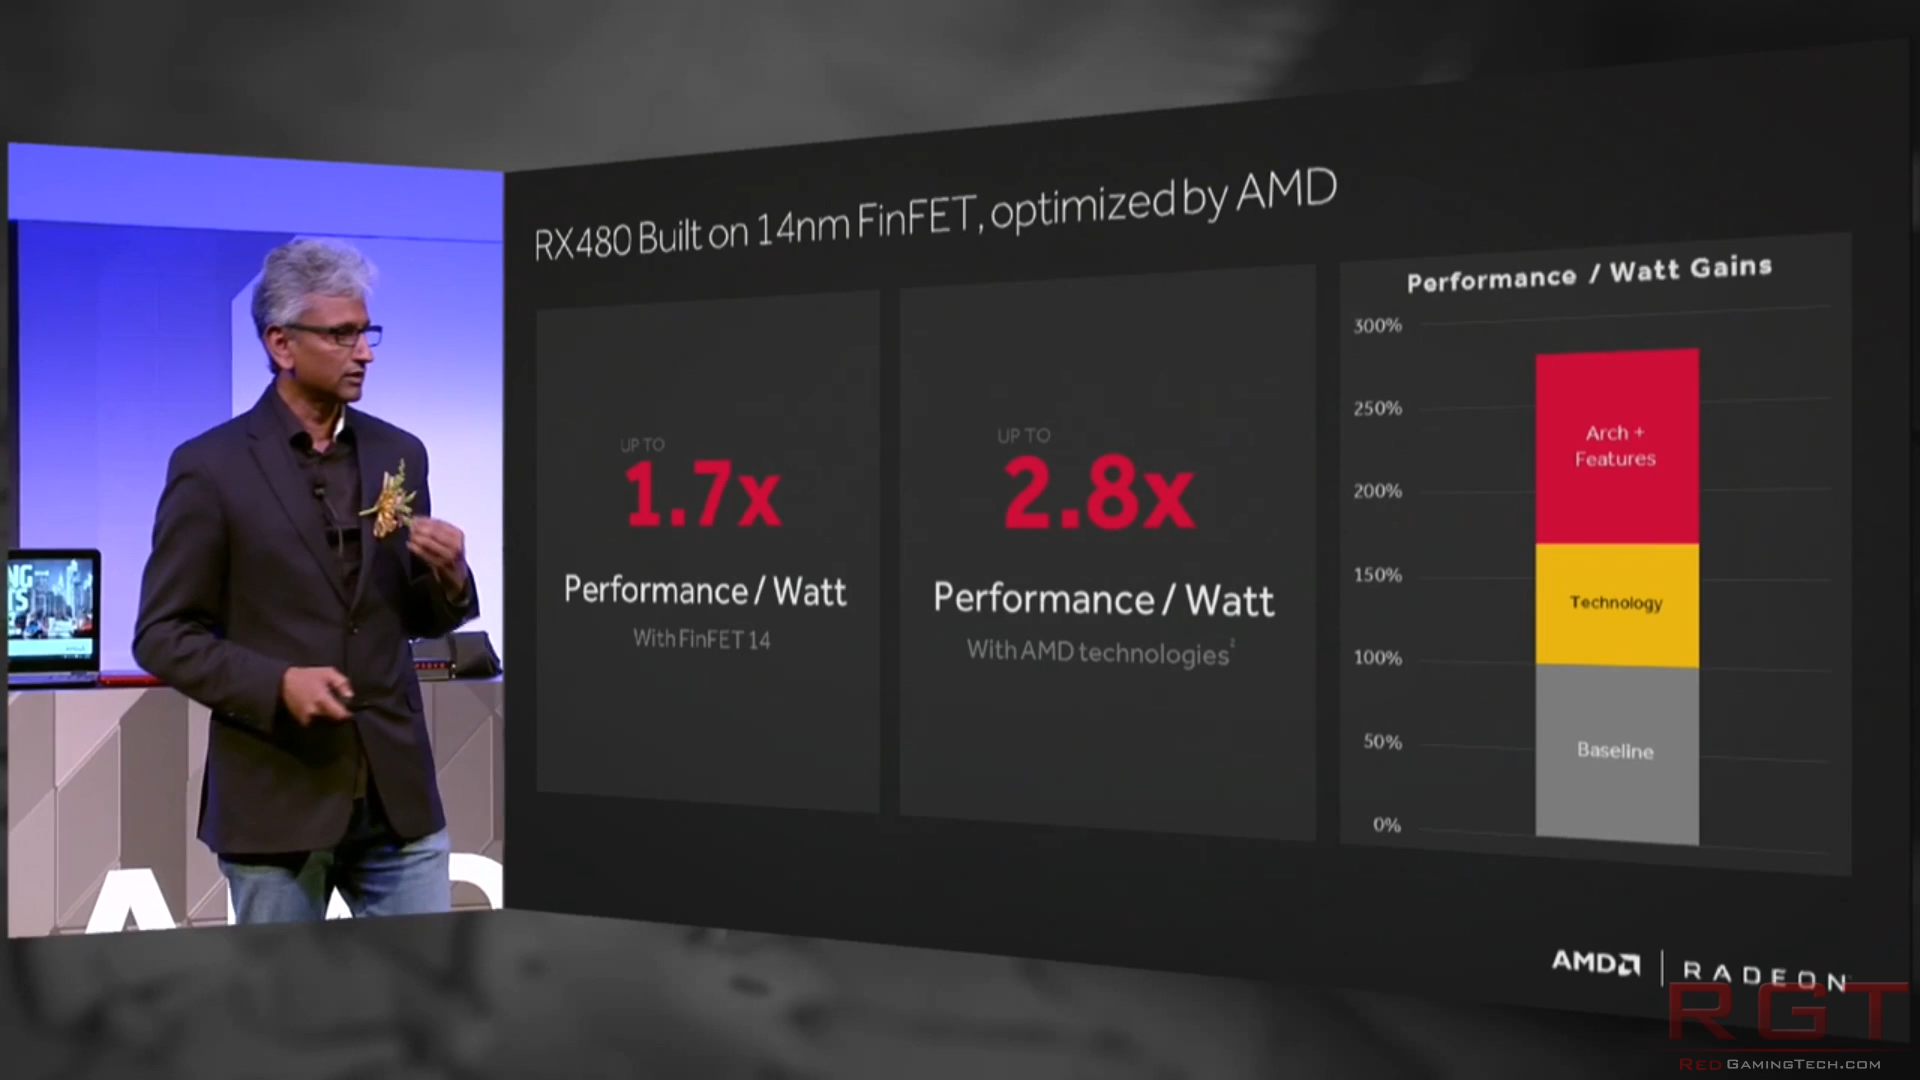 RX480 Built on 14nm FinFET, optimized by AMD
UP TO
1.7x
Performance / Watt
With FinFET 14
UP TO
2.8x
Performance / Watt
With AMD technologies²
Performance / Watt Gains
300%
250%
200%
150%
100%
50%
0%
Arch +
Features
Technology
Baseline
AMD
RADEON
RGT
REDGAMINGTECH.COM